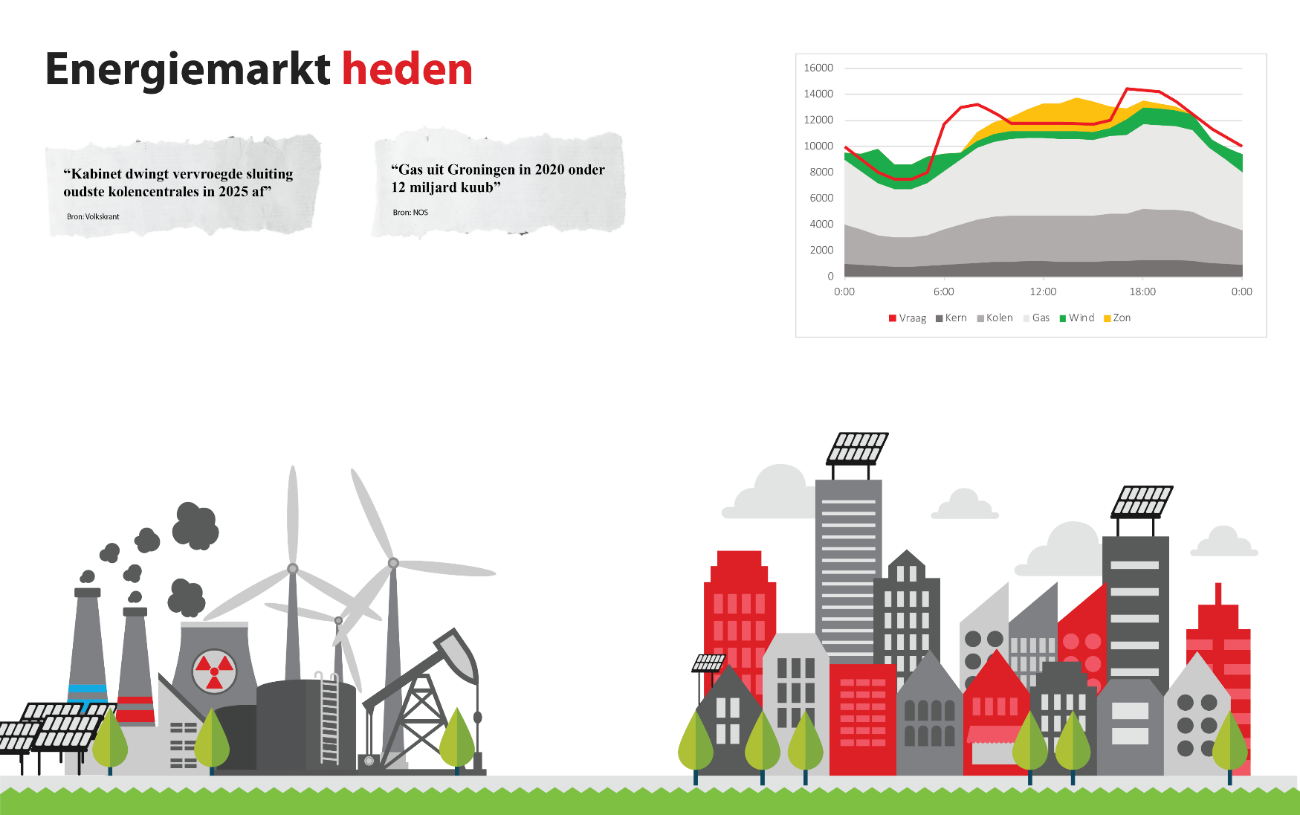 Energiemarkt heden
“Kabinet dwingt vervroegde sluiting
oudste kolencentrales in 2025 af”
Bron: Volkskrant
“Gas uit Groningen in 2020 onder
12 miljard kuub”
Bron: NOS
16000
14000
12000
10000
8000
6000
4000
2000
0
0:00 6:00 12:00 18:00 0:00
Vraag Kern Kolen Gas Wind Zon